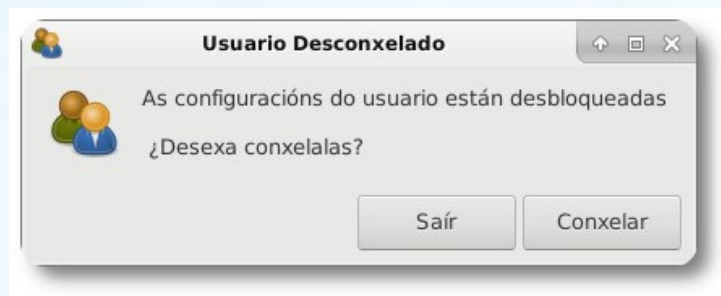 Usuario Desconxelado
As configuracións do usuario están desbloqueadas
¿Desexa conxelalas?
Saír
Conxelar